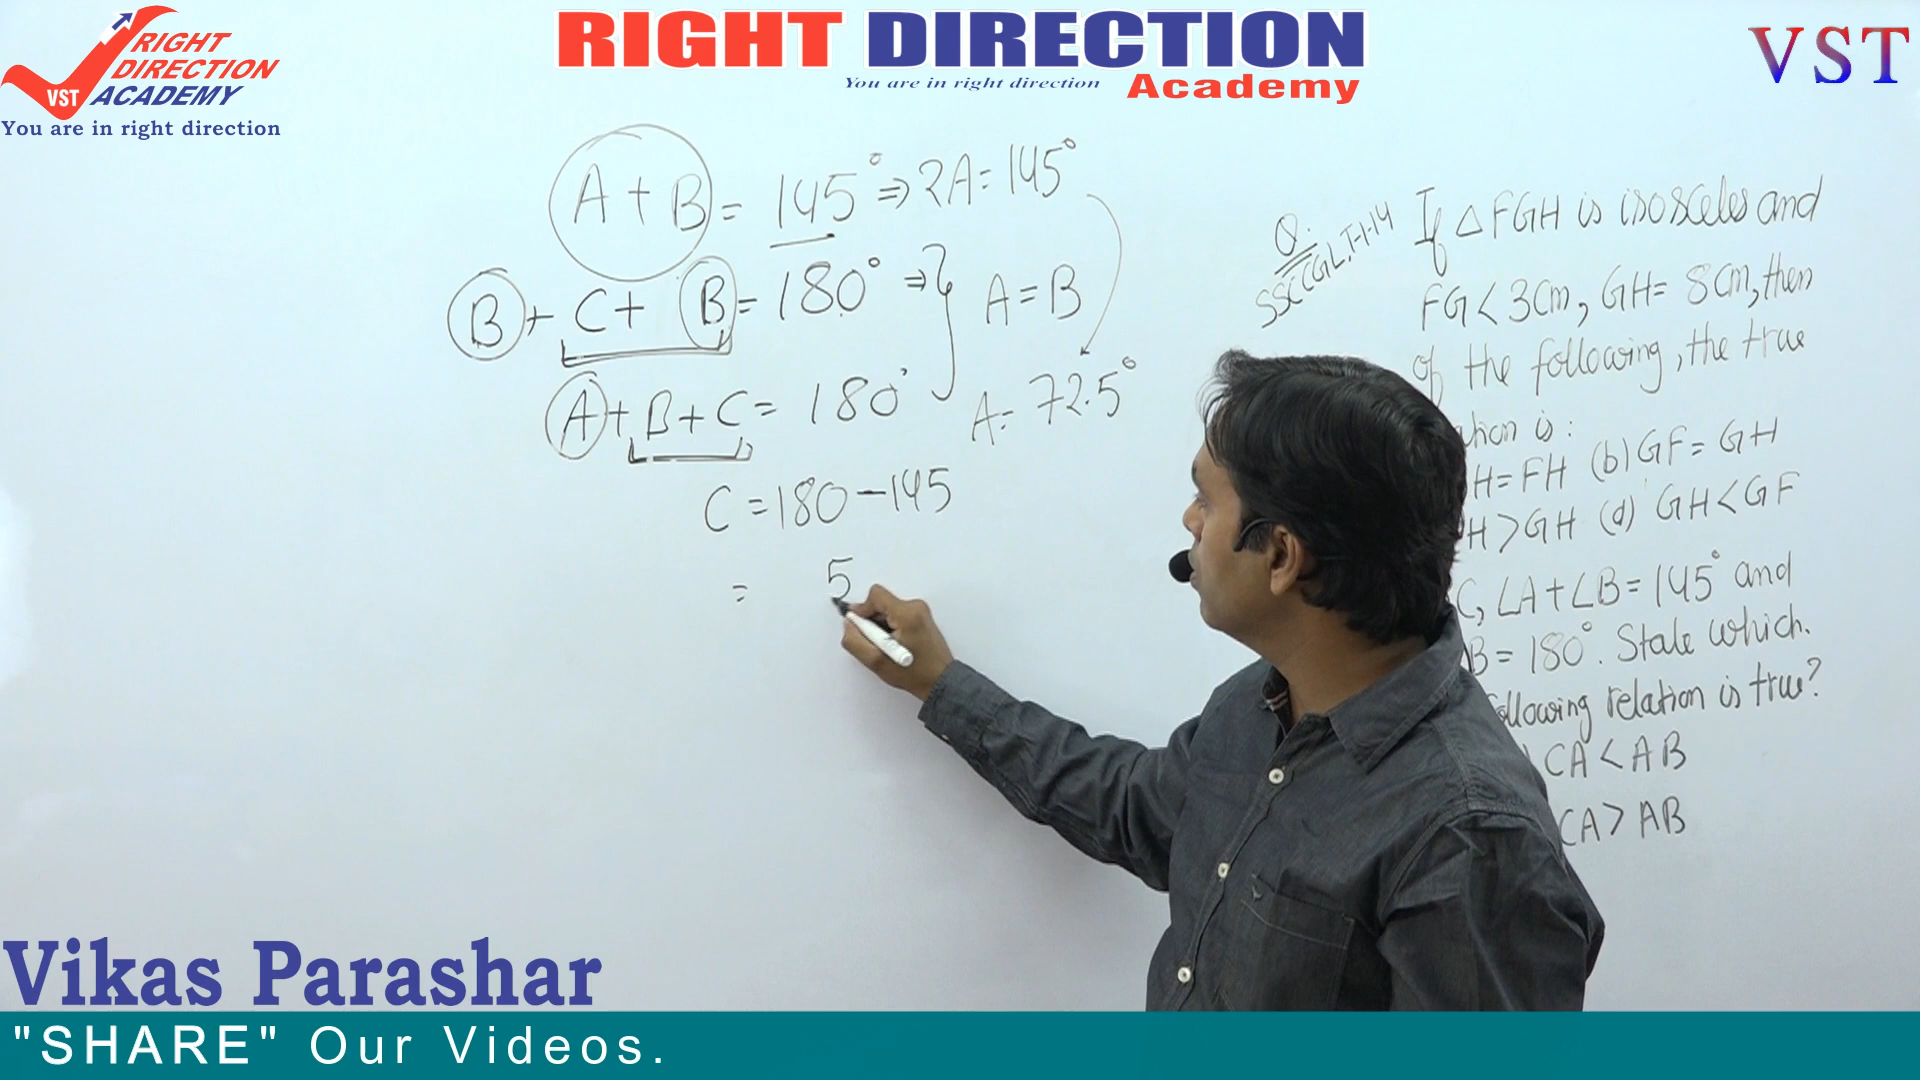 RIGHT
DIRECTION
ACADEMY
VST
You are in right direction
RIGHT DIRECTION
You are in right direction Academy
VST
A + B = 145° ⇒ 2A = 145°
B + C + B = 180° ⇒ A = B
A + B + C = 180°
A = 72.5°
C = 180 - 145
= 5
Q.
SSC CGL, T-1-14
If △FGH is isosceles and
FG < 3cm, GH = 8cm, then
of the following, the true
is:
H = FH (b) GF = GH
H > GH (d) GH < GF
C, ∠A + ∠B = 145° and
B = 180°. State which
following relation is true?
CA < AB
CA > AB
Vikas Parashar
"SHARE" Our Videos.